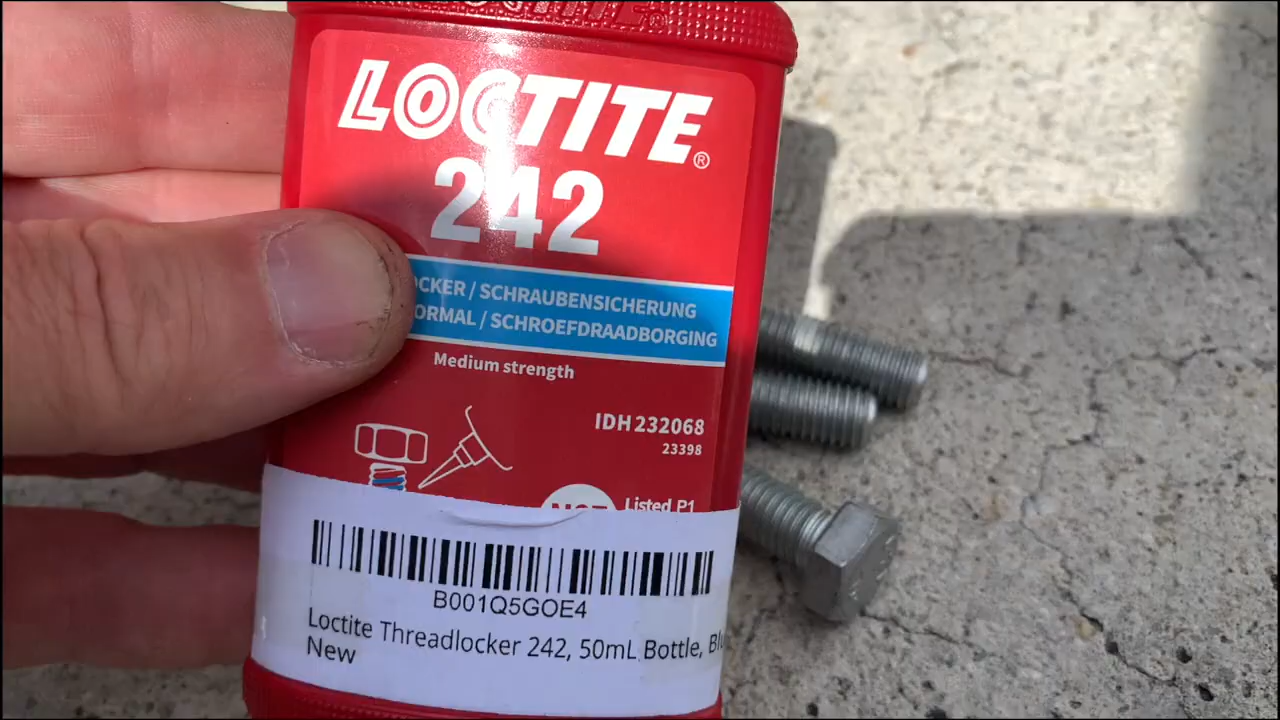 LOCTITE®
242
OCKER / SCHRAUBENSICHERUNG
ORMAL / SCHROEFDRAADBORGING
Medium strength
IDH 232068
23398
Listed P1
B001Q5GOE4
Loctite Threadlocker 242, 50mL Bottle,
New